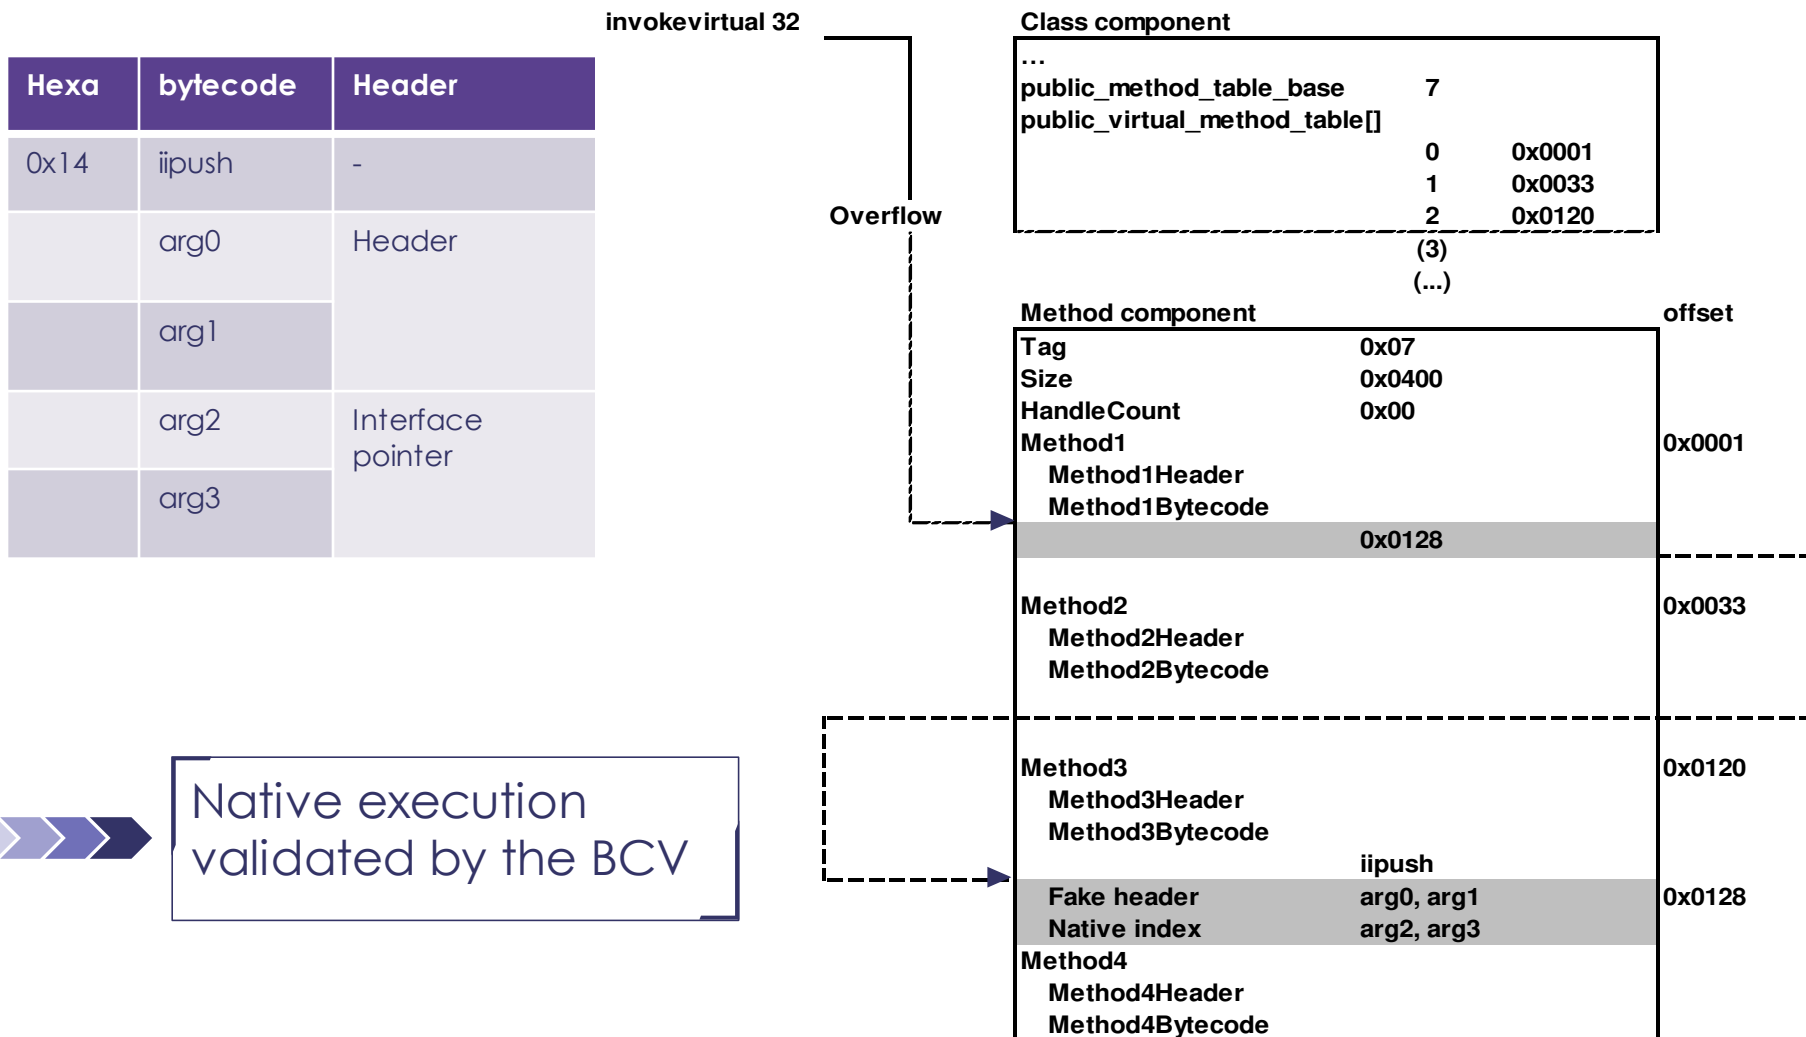 invokevirtual 32
Hexa bytecode Header
0x14 iipush -
arg0 Header
arg1
arg2 Interface pointer
arg3
Overflow
Class component
...
public_method_table_base 7
public_virtual_method_table[]
0 0x0001
1 0x0033
2 0x0120
(3)
(...)
Method component offset
Tag 0x07
Size 0x0400
HandleCount 0x00
Method1 0x0001
Method1Header
Method1Bytecode
0x0128
Method2 0x0033
Method2Header
Method2Bytecode
Method3 0x0120
Method3Header
Method3Bytecode
iipush
Fake header arg0, arg1 0x0128
Native index arg2, arg3
Method4
Method4Header
Method4Bytecode
Native execution
validated by the BCV